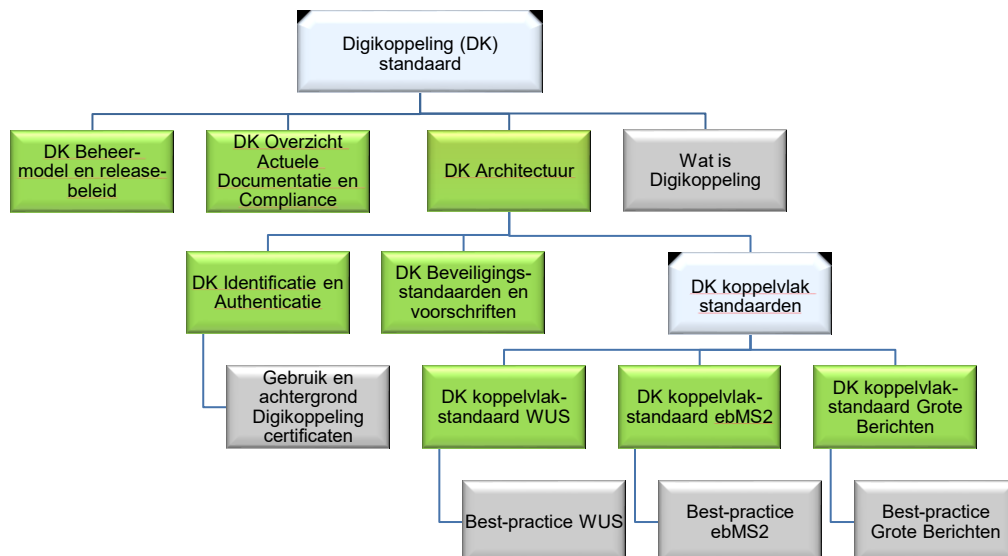 Digikoppeling (DK)
standaard
DK Beheer-
model en release-
beleid
DK Overzicht
Actuele
Documentatie en
Compliance
DK Architectuur
Wat is
Digikoppeling
DK Identificatie en
Authenticatie
DK Beveiligings-
standaarden en
voorschriften
DK koppelvlak
standaarden
Gebruik en
achtergrond
Digikoppeling
certificaten
DK koppelvlak-
standaard WUS
DK koppelvlak-
standaard ebMS2
DK koppelvlak-
standaard Grote
Berichten
Best-practice WUS
Best-practice
ebMS2
Best-practice
Grote Berichten